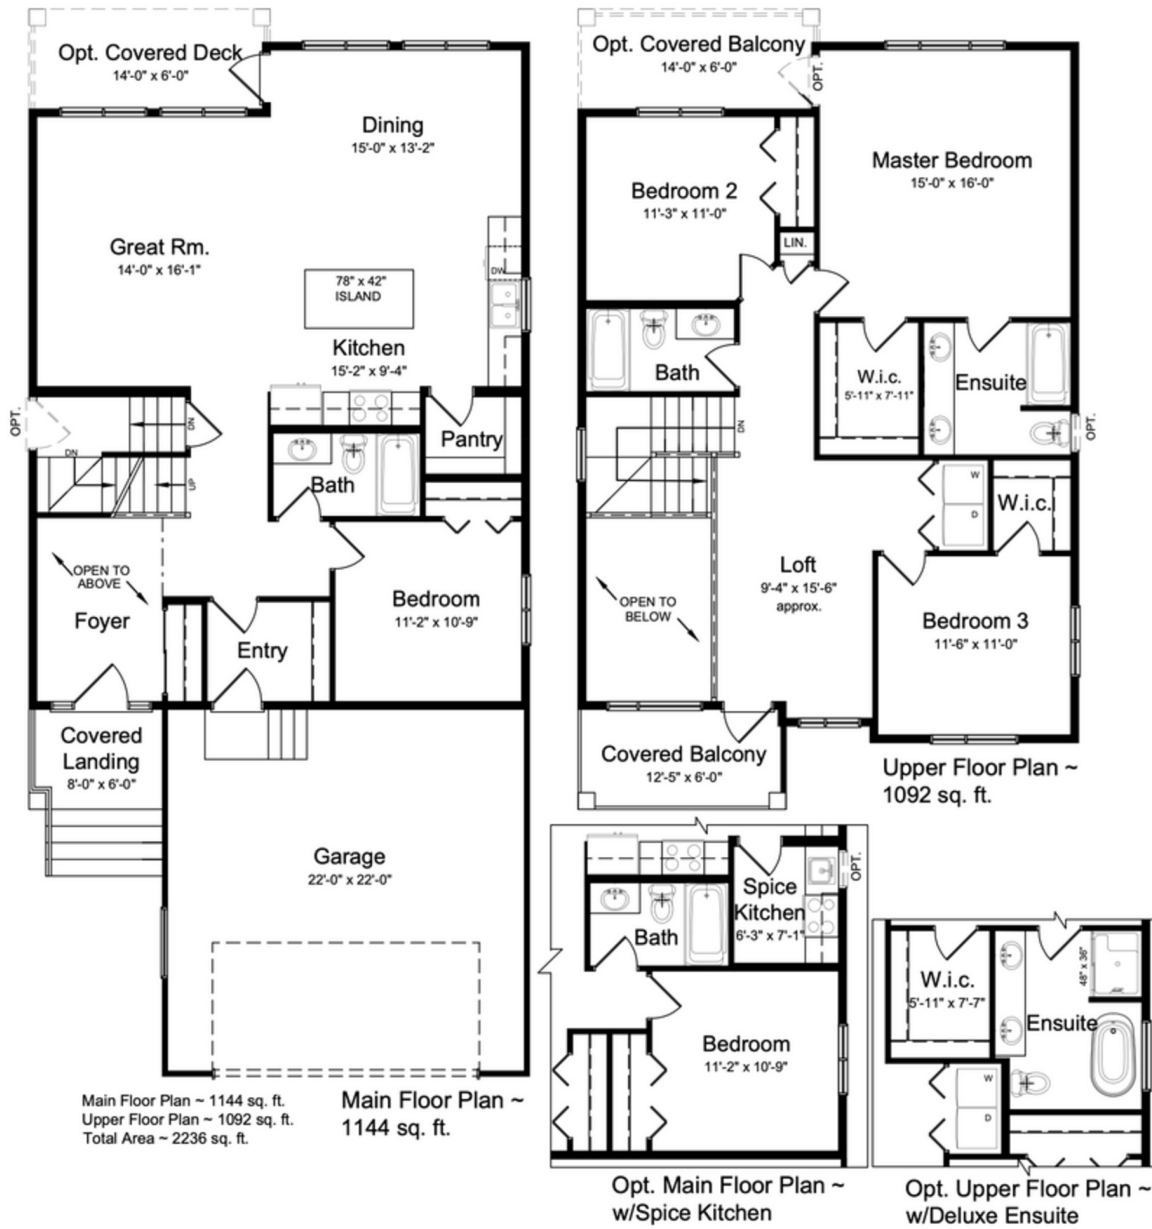 Opt. Covered Deck
14'-0" x 6'-0"
Dining
15'-0" x 13'-2"
Great Rm.
14'-0" x 16'-1"
78" x 42"
ISLAND
DW
Kitchen
15'-2" x 9'-4"
OPT.
DN
Pantry
DN
UP
Bath
OPEN TO
ABOVE
Foyer
Bedroom
11'-2" x 10'-9"
Entry
Covered
Landing
8'-0" x 6'-0"
Garage
22'-0" x 22'-0"
Main Floor Plan ~ 1144 sq. ft.
Upper Floor Plan ~ 1092 sq. ft.
Total Area ~ 2236 sq. ft.
Main Floor Plan ~
1144 sq. ft.
Opt. Covered Balcony
14'-0" x 6'-0"
OPT.
Master Bedroom
15'-0" x 16'-0"
Bedroom 2
11'-3" x 11'-0"
LIN.
Bath
W.i.c.
5'-11" x 7'-11"
Ensuite
OPT.
DN
W
D
W.i.c.
Loft
9'-4" x 15'-6"
approx.
OPEN TO
BELOW
Bedroom 3
11'-6" x 11'-0"
Covered Balcony
12'-5" x 6'-0"
Upper Floor Plan ~
1092 sq. ft.
Spice
Kitchen
6'-3" x 7'-1"
OPT.
Bath
Bedroom
11'-2" x 10'-9"
Opt. Main Floor Plan ~
w/Spice Kitchen
W.i.c.
5'-11" x 7'-7"
48" x 36"
Ensuite
W
D
Opt. Upper Floor Plan ~
w/Deluxe Ensuite